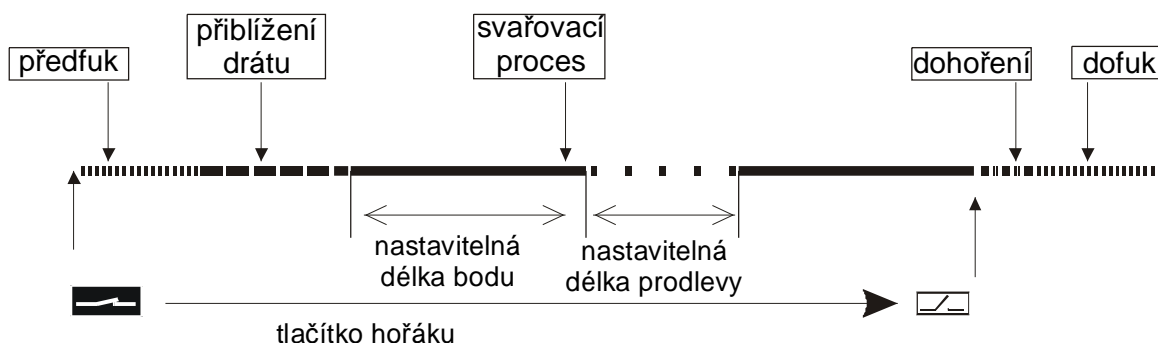 předfuk
přiblížení
drátu
svařovací
proces
dohoření
dofuk
nastavitelná
délka bodu
nastavitelná
délka prodlevy
tlačítko hořáku